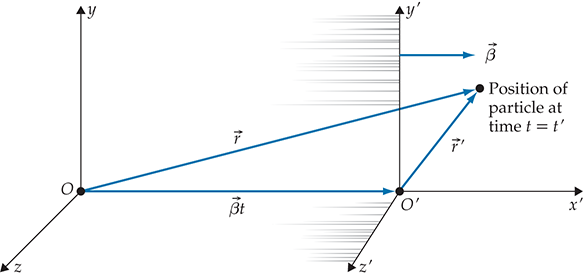 y
y′
β⃗
Position of
particle at
time t = t′
r⃗
r⃗ ′
O
β⃗t
O′
x′
z
z′